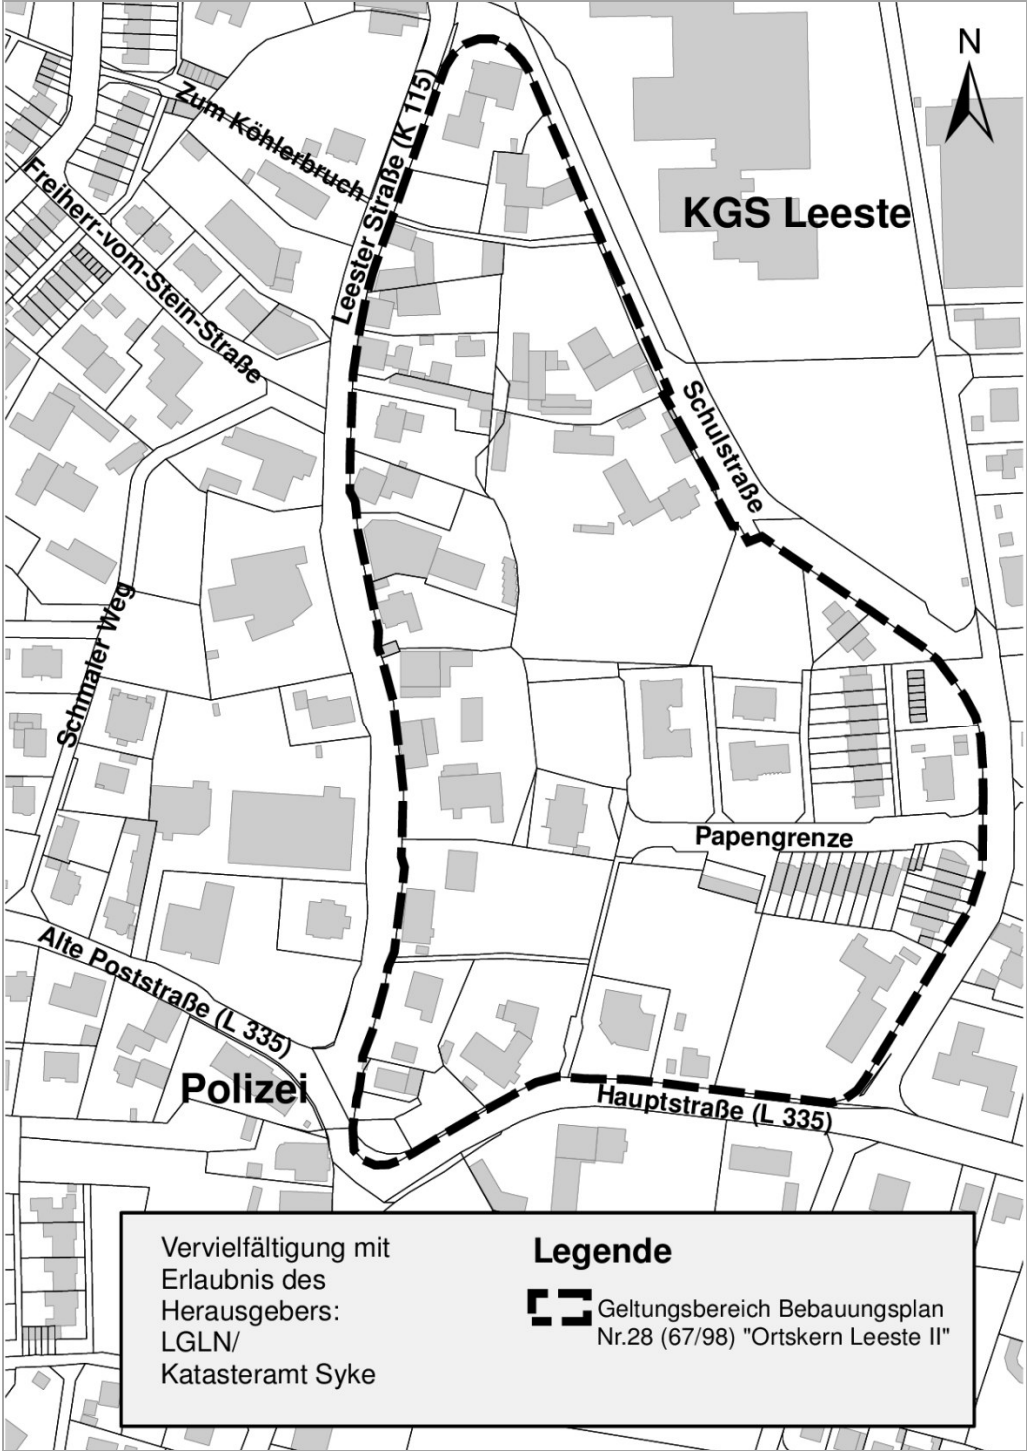 N
Zum Köhlerbruch
Leester Straße (K 115)
KGS Leeste
Freiherr-vom-Stein-Straße
Schulstraße
Schmaler Weg
Papengrenze
Alte Poststraße (L 335)
Polizei
Hauptstraße (L 335)
Vervielfältigung mit
Erlaubnis des
Herausgebers:
LGLN/
Katasteramt Syke
Legende
Geltungsbereich Bebauungsplan
Nr.28 (67/98) "Ortskern Leeste II"